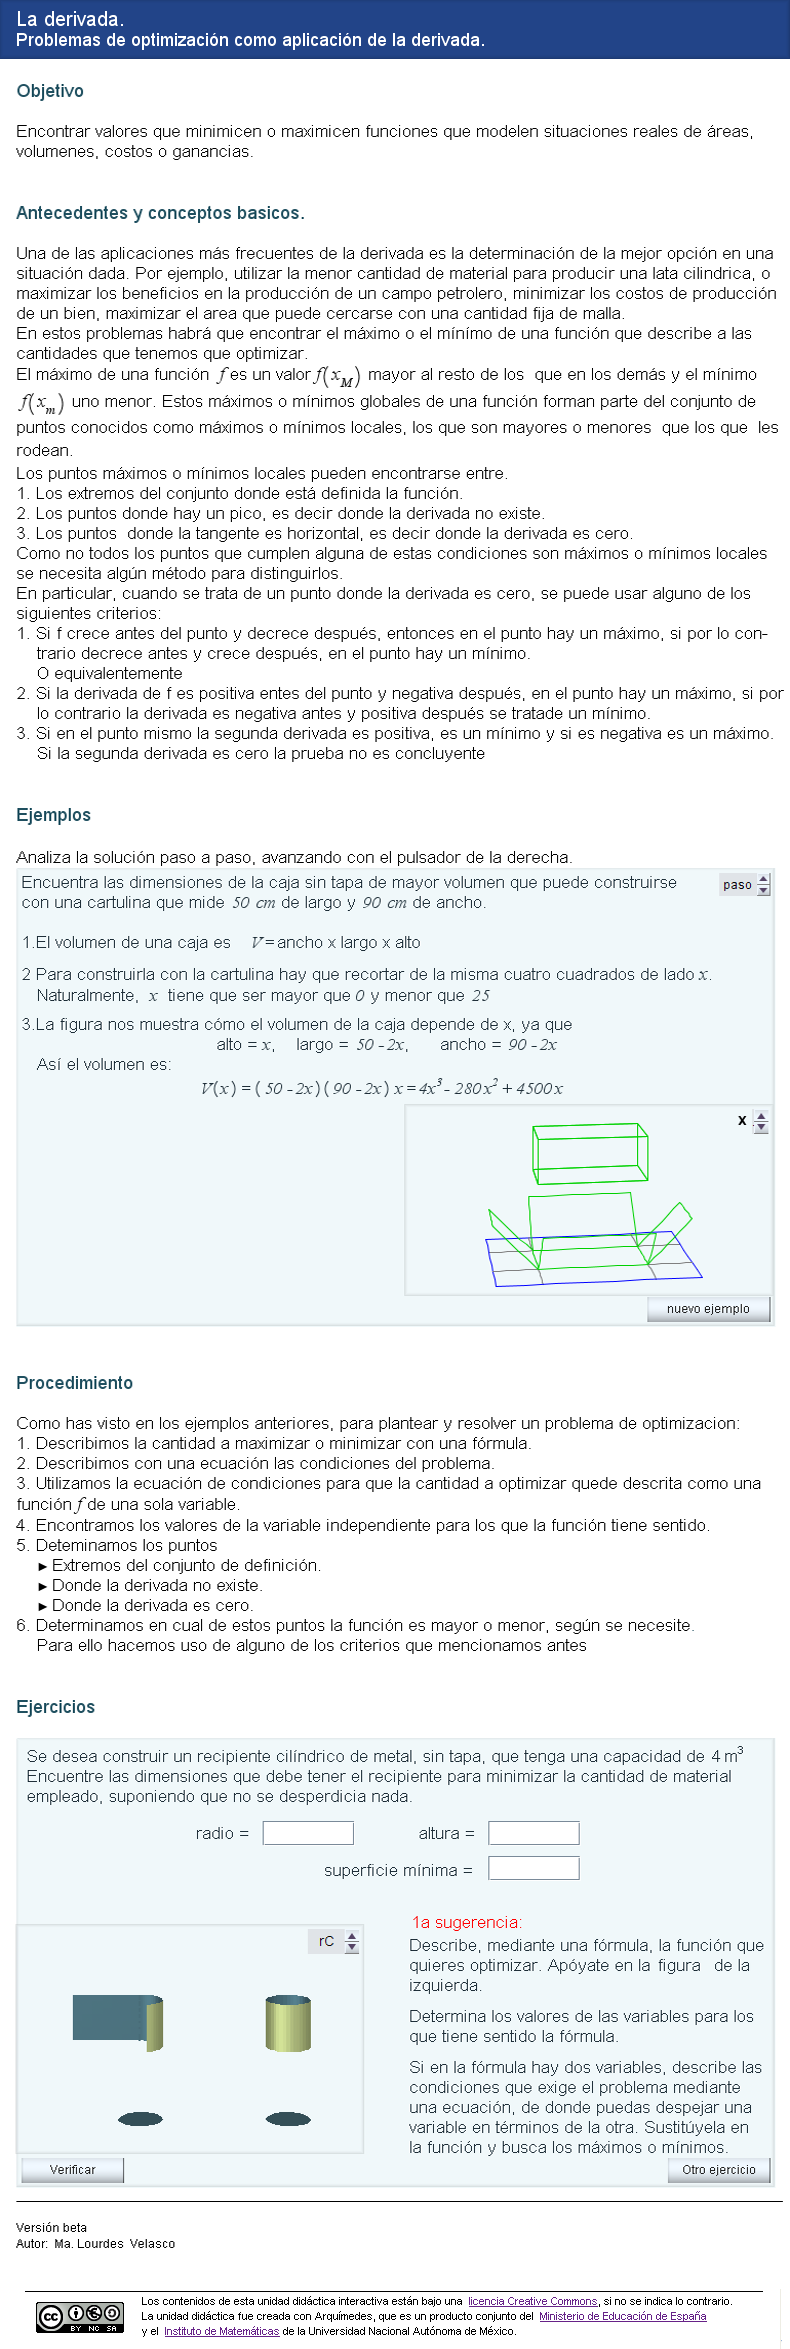 La derivada.
Problemas de optimización como aplicación de la derivada.
Objetivo
Encontrar valores que minimicen o maximicen funciones que modelen situaciones reales de áreas,
volumenes, costos o ganancias.
Antecedentes y conceptos basicos.
Una de las aplicaciones más frecuentes de la derivada es la determinación de la mejor opción en una
situación dada. Por ejemplo, utilizar la menor cantidad de material para producir una lata cilindrica, o
maximizar los beneficios en la producción de un campo petrolero, minimizar los costos de producción
de un bien, maximizar el area que puede cercarse con una cantidad fija de malla.
En estos problemas habrá que encontrar el máximo o el mínímo de una función que describe a las
cantidades que tenemos que optimizar.
El máximo de una función f es un valor f(x_M) mayor al resto de los que en los demás y el mínimo
f(x_m) uno menor. Estos máximos o mínimos globales de una función forman parte del conjunto de
puntos conocidos como máximos o mínimos locales, los que son mayores o menores que los que les
rodean.
Los puntos máximos o mínimos locales pueden encontrarse entre.
1. Los extremos del conjunto donde está definida la función.
2. Los puntos donde hay un pico, es decir donde la derivada no existe.
3. Los puntos donde la tangente es horizontal, es decir donde la derivada es cero.
Como no todos los puntos que cumplen alguna de estas condiciones son máximos o mínimos locales
se necesita algún método para distinguirlos.
En particular, cuando se trata de un punto donde la derivada es cero, se puede usar alguno de los
siguientes criterios:
1. Si f crece antes del punto y decrece después, entonces en el punto hay un máximo, si por lo con-
trario decrece antes y crece después, en el punto hay un mínimo.
O equivalentemente
2. Si la derivada de f es positiva entes del punto y negativa después, en el punto hay un máximo, si por
lo contrario la derivada es negativa antes y positiva después se tratade un mínimo.
3. Si en el punto mismo la segunda derivada es positiva, es un mínimo y si es negativa es un máximo.
Si la segunda derivada es cero la prueba no es concluyente
Ejemplos
Analiza la solución paso a paso, avanzando con el pulsador de la derecha.
Encuentra las dimensiones de la caja sin tapa de mayor volumen que puede construirse
con una cartulina que mide 50 cm de largo y 90 cm de ancho.
paso
1.El volumen de una caja es V=ancho x largo x alto
2 Para construirla con la cartulina hay que recortar de la misma cuatro cuadrados de lado x.
Naturalmente, x tiene que ser mayor que 0 y menor que 25
3.La figura nos muestra cómo el volumen de la caja depende de x, ya que
alto = x, largo = 50 - 2x, ancho = 90 - 2x
Así el volumen es:
V(x) = ( 50 - 2x)( 90 - 2x) x = 4x³ - 280x² + 4500x
x
nuevo ejemplo
Procedimiento
Como has visto en los ejemplos anteriores, para plantear y resolver un problema de optimizacion:
1. Describimos la cantidad a maximizar o minimizar con una fórmula.
2. Describimos con una ecuación las condiciones del problema.
3. Utilizamos la ecuación de condiciones para que la cantidad a optimizar quede descrita como una
función f de una sola variable.
4. Encontramos los valores de la variable independiente para los que la función tiene sentido.
5. Deteminamos los puntos
► Extremos del conjunto de definición.
► Donde la derivada no existe.
► Donde la derivada es cero.
6. Determinamos en cual de estos puntos la función es mayor o menor, según se necesite.
Para ello hacemos uso de alguno de los criterios que mencionamos antes
Ejercicios
Se desea construir un recipiente cilíndrico de metal, sin tapa, que tenga una capacidad de 4 m³
Encuentre las dimensiones que debe tener el recipiente para minimizar la cantidad de material
empleado, suponiendo que no se desperdicia nada.
radio = altura =
superficie mínima =
rC
1a sugerencia:
Describe, mediante una fórmula, la función que
quieres optimizar. Apóyate en la figura de la
izquierda.
Determina los valores de las variables para los
que tiene sentido la fórmula.
Si en la fórmula hay dos variables, describe las
condiciones que exige el problema mediante
una ecuación, de donde puedas despejar una
variable en términos de la otra. Sustitúyela en
la función y busca los máximos o mínimos.
Verificar
Otro ejercicio
Versión beta
Autor: Ma. Lourdes Velasco
cc BY NC SA
Los contenidos de esta unidad didáctica interactiva están bajo una licencia Creative Commons, si no se indica lo contrario.
La unidad didáctica fue creada con Arquímedes, que es un producto conjunto del Ministerio de Educación de España
y el Instituto de Matemáticas de la Universidad Nacional Autónoma de México.